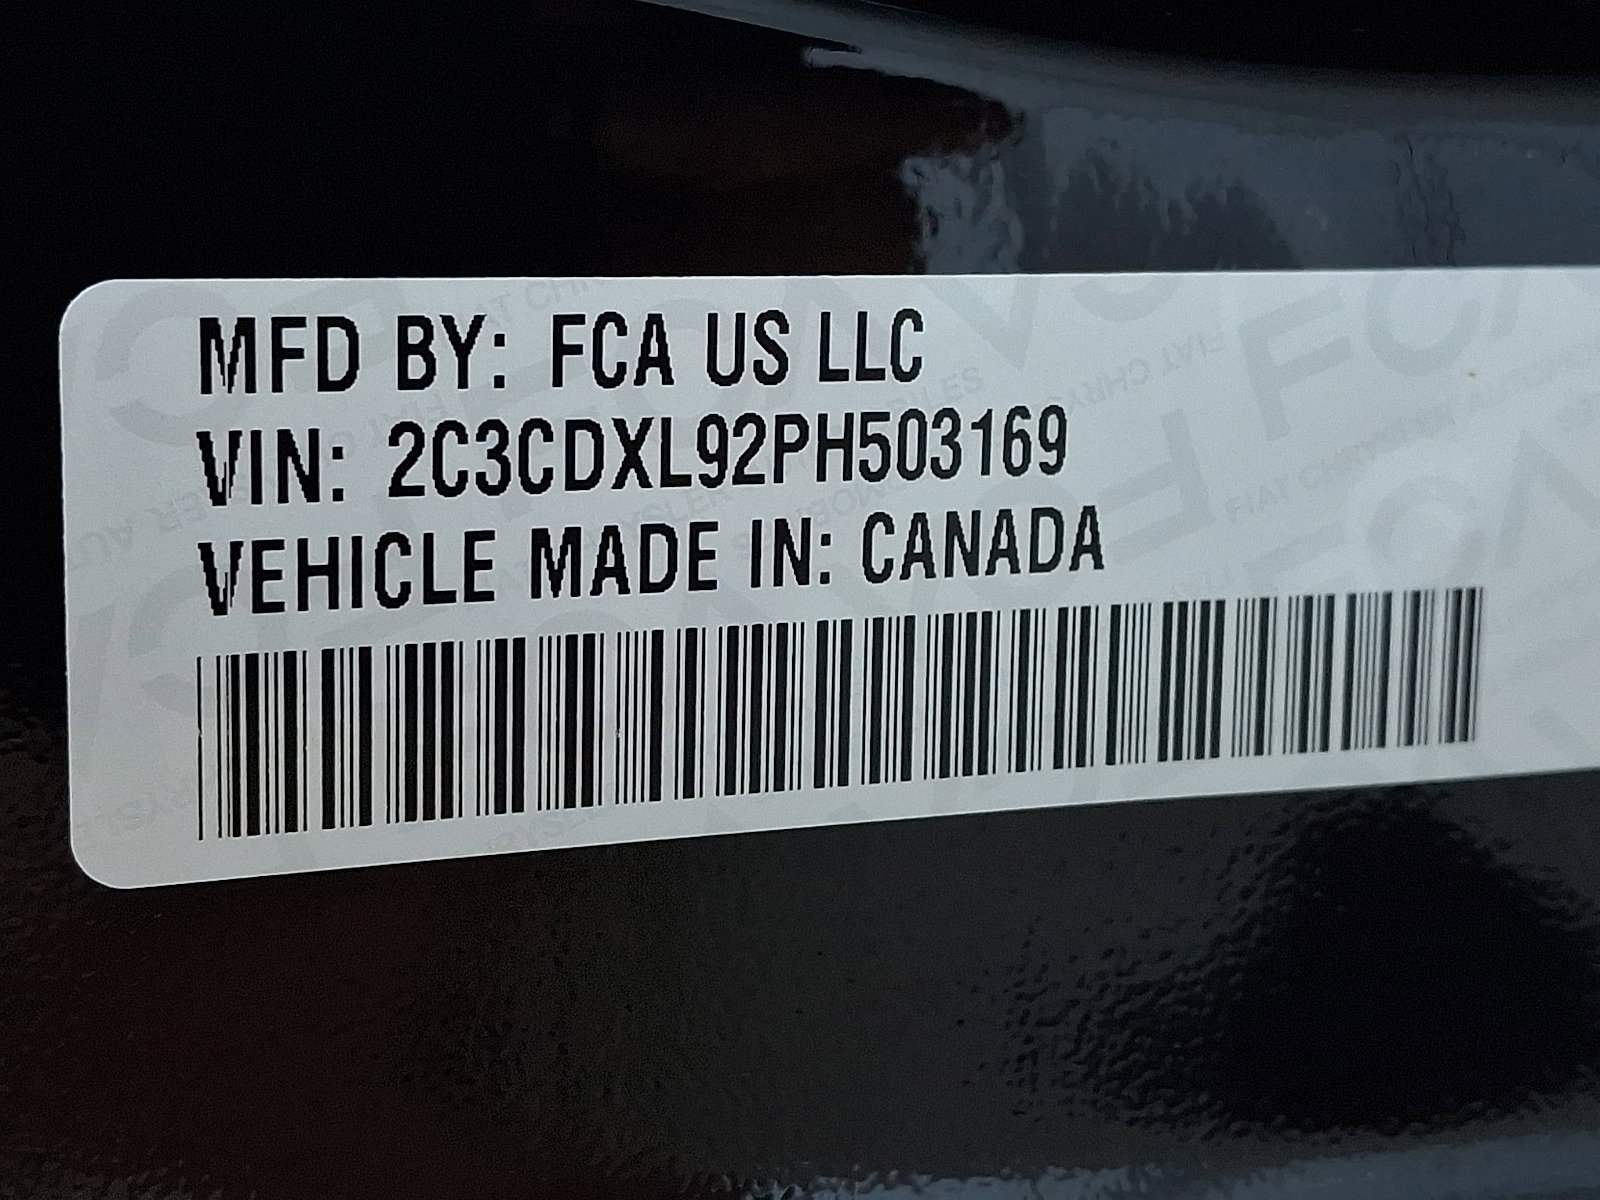 MFD BY: FCA US LLC
VIN: 2C3CDXL92PH503169
VEHICLE MADE IN: CANADA